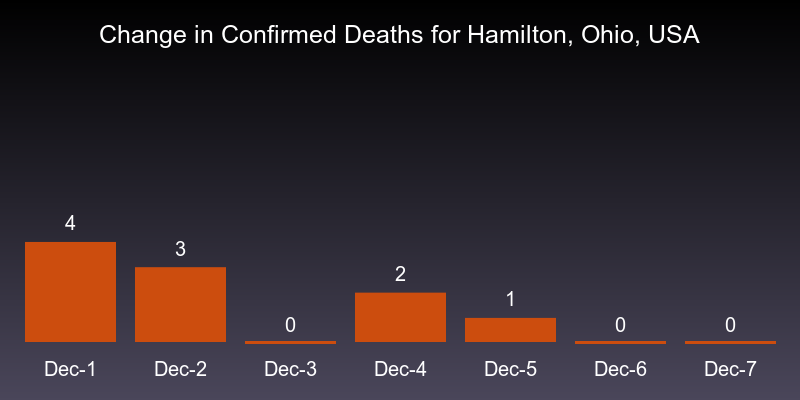 Change in Confirmed Deaths for Hamilton, Ohio, USA
4
3
0
2
1
0
0
Dec-1
Dec-2
Dec-3
Dec-4
Dec-5
Dec-6
Dec-7